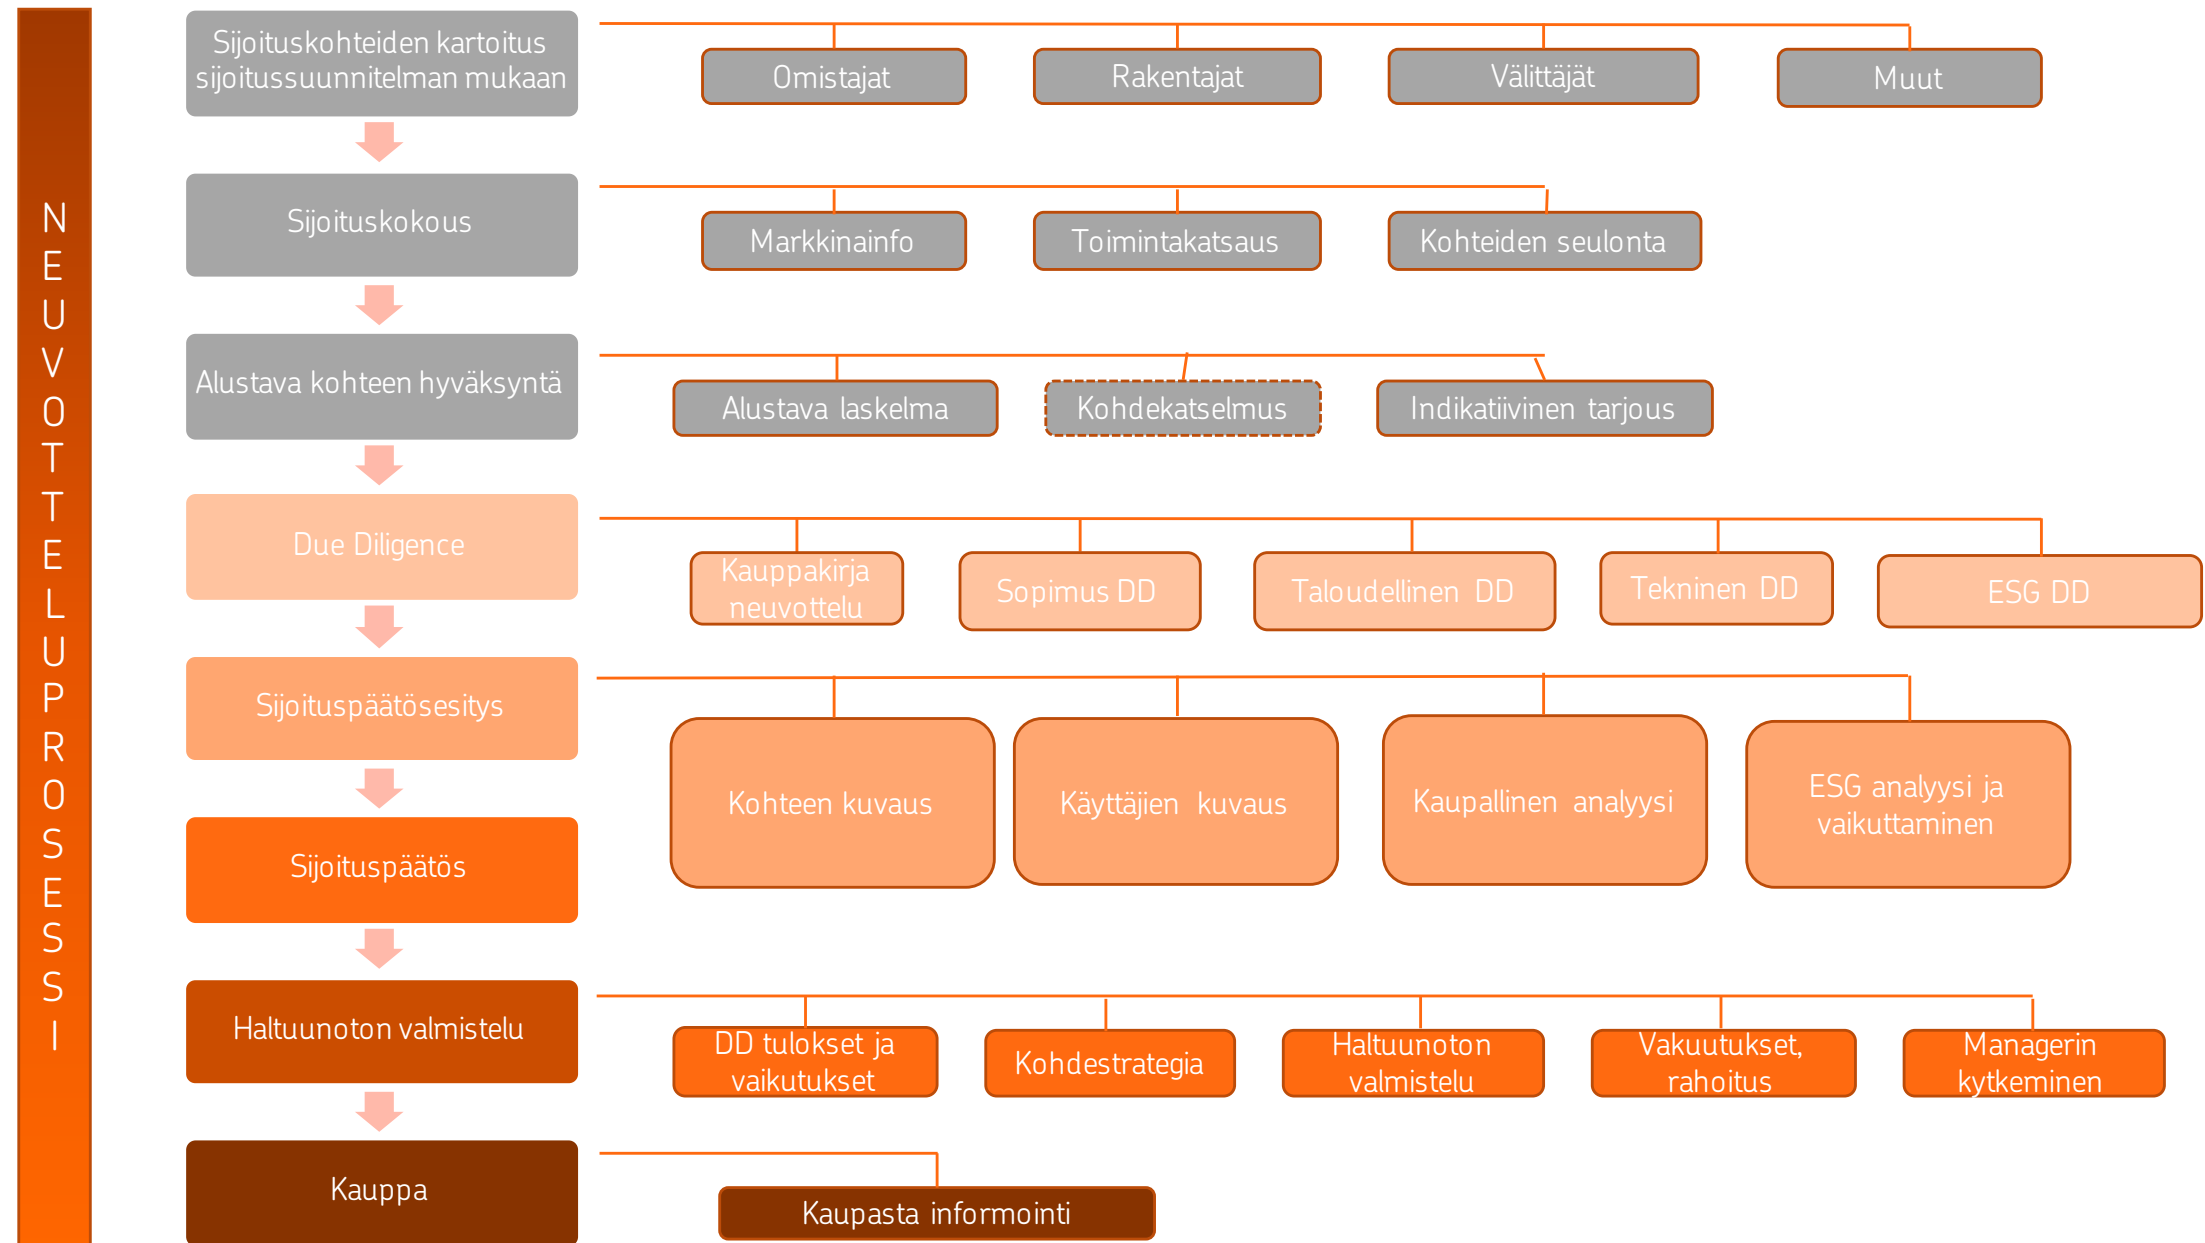 N
E
U
V
O
T
T
E
L
U
P
R
O
S
E
S
S
I
Sijoituskohteiden kartoitus
sijoitussuunnitelman mukaan
Omistajat
Rakentajat
Välittäjät
Muut
Sijoituskokous
Markkinainfo
Toimintakatsaus
Kohteiden seulonta
Alustava kohteen hyväksyntä
Alustava laskelma
Kohdekatselmus
Indikatiivinen tarjous
Due Diligence
Kauppakirja
neuvottelu
Sopimus DD
Taloudellinen DD
Tekninen DD
ESG DD
Sijoituspäätösesitys
Kohteen kuvaus
Käyttäjien kuvaus
Kaupallinen analyysi
ESG analyysi ja
vaikuttaminen
Sijoituspäätös
Haltuunoton valmistelu
DD tulokset ja
vaikutukset
Kohdestrategia
Haltuunoton
valmistelu
Vakuutukset,
rahoitus
Managerin
kytkeminen
Kauppa
Kaupasta informointi